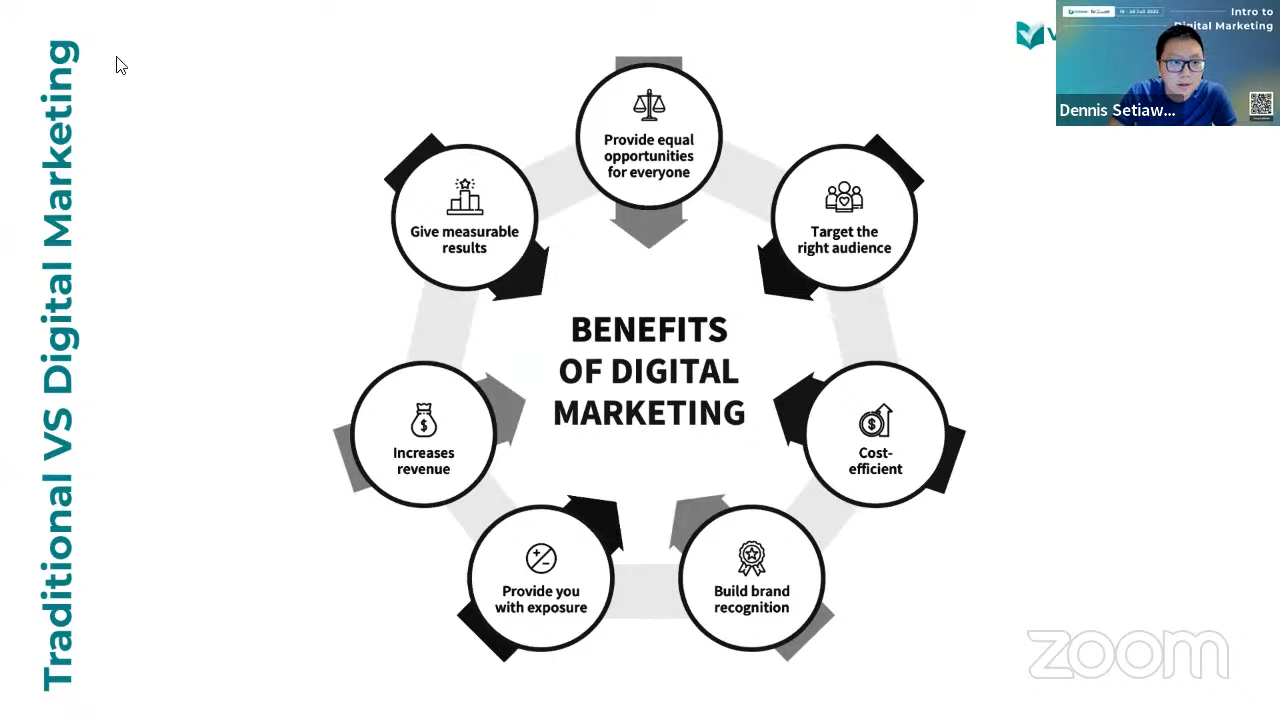 Traditional VS Digital Marketing
Provide equal
opportunities
for everyone
Target the
right audience
Cost-
efficient
Build brand
recognition
Provide you
with exposure
Increases
revenue
Give measurable
results
BENEFITS
OF DIGITAL
MARKETING
V
Intro to
Digital Marketing
Dennis Setiaw...
zoom